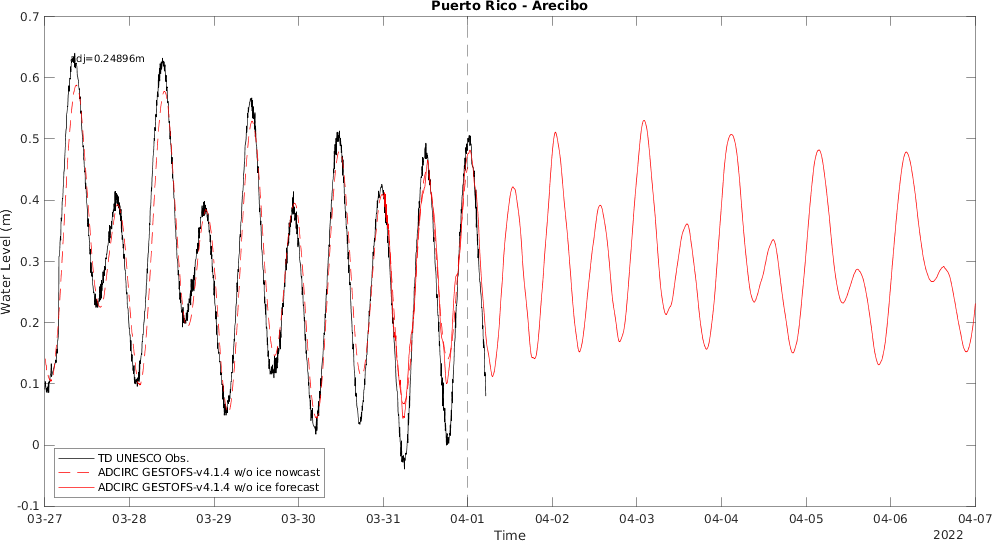 Puerto Rico - Arecibo
0.7
0.6
0.5
0.4
0.3
0.2
0.1
0
-0.1
Water Level (m)
adj=0.24896m
TD UNESCO Obs.
ADCIRC GESTOFS-v4.1.4 w/o ice nowcast
ADCIRC GESTOFS-v4.1.4 w/o ice forecast
03-27 03-28 03-29 03-30 03-31 04-01 04-02 04-03 04-04 04-05 04-06 04-07
Time
2022